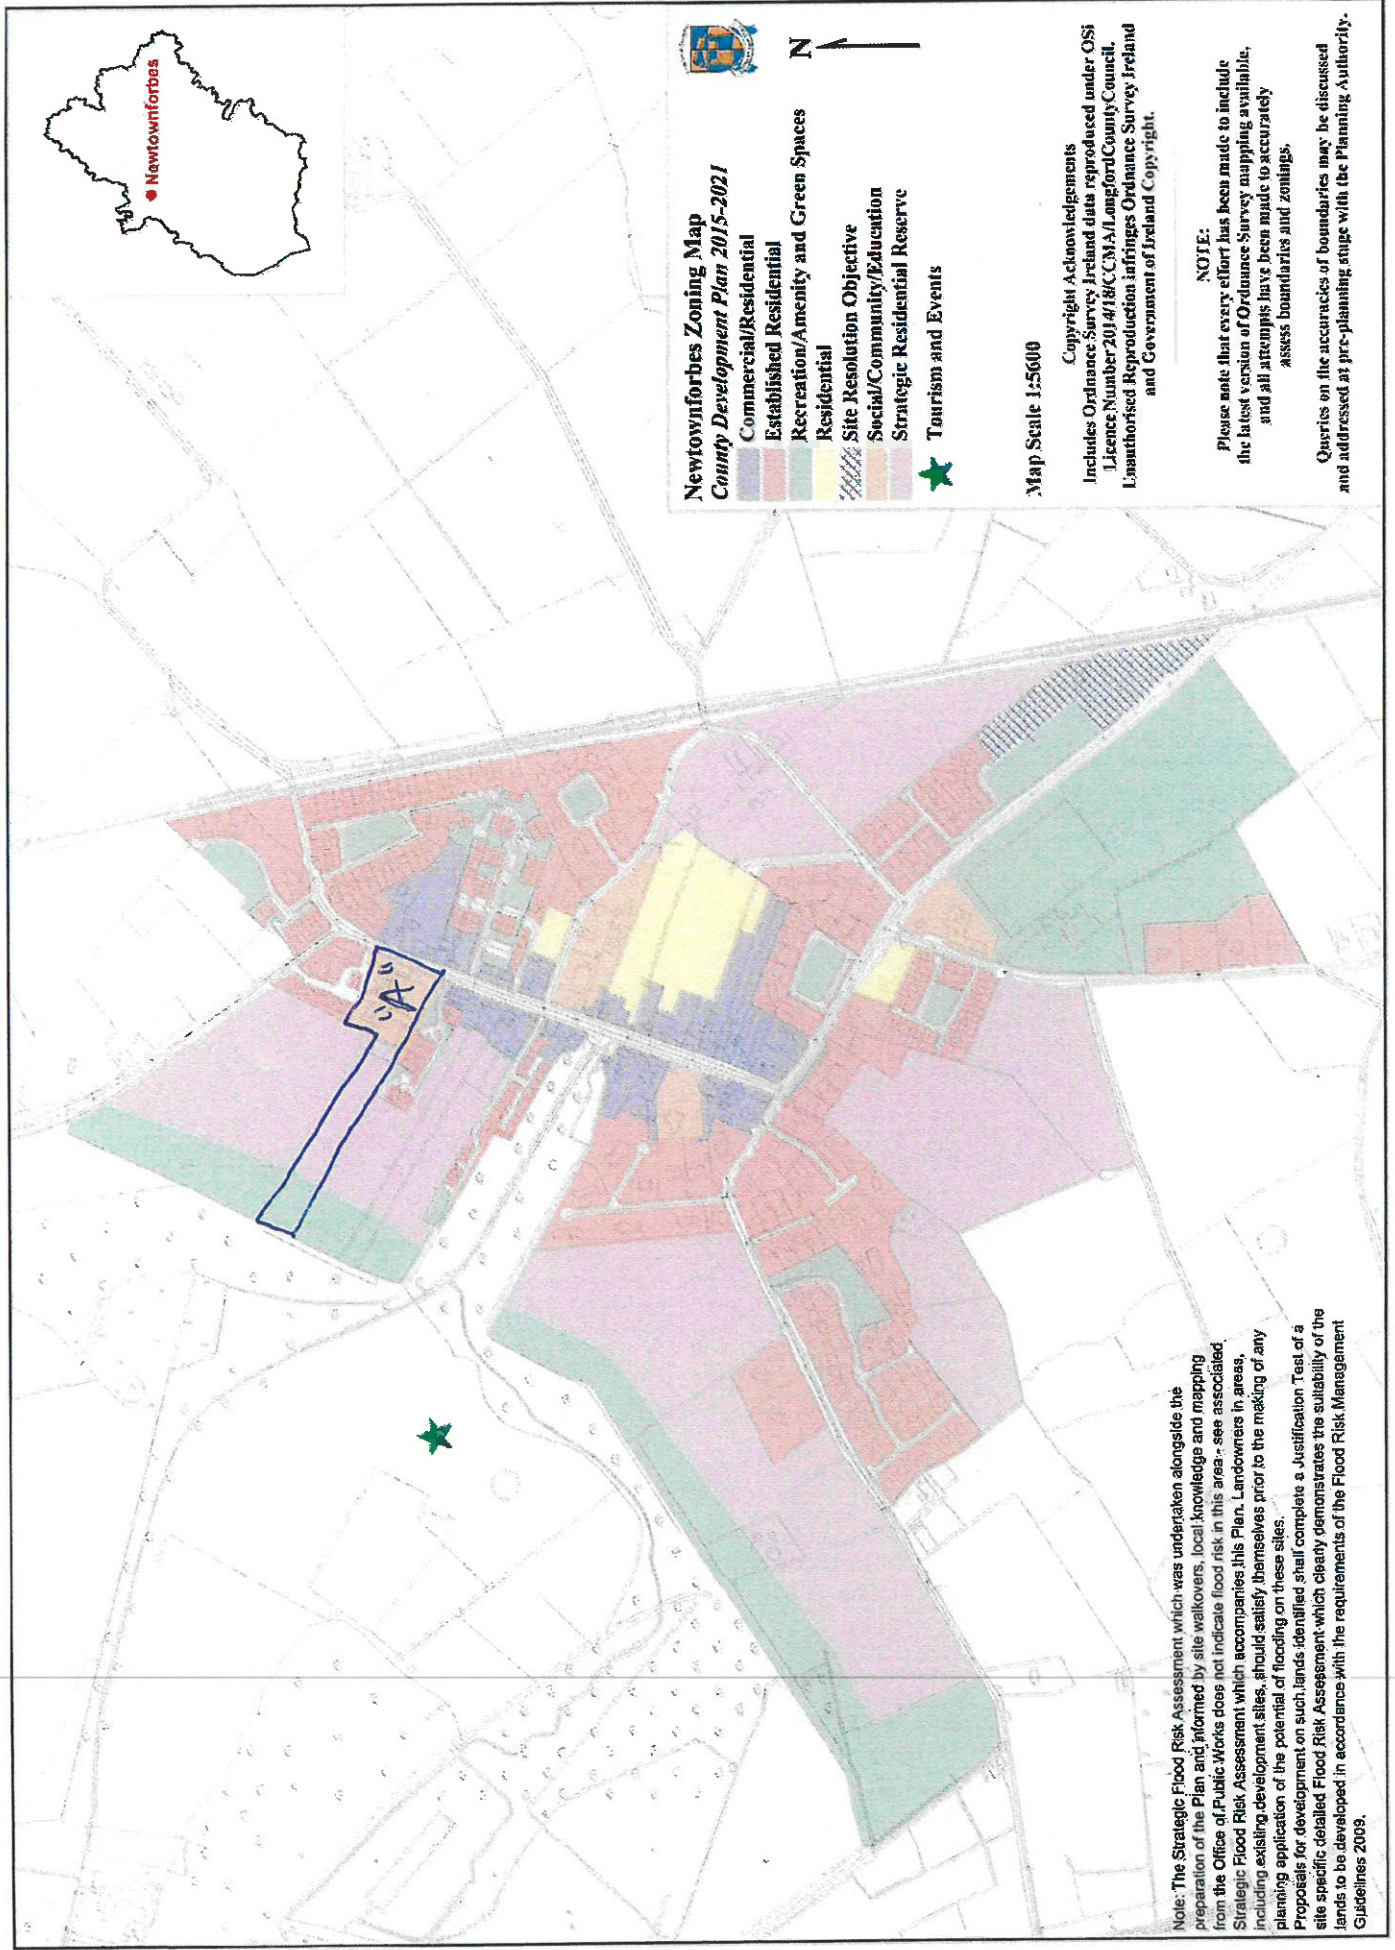 Newtownforbes
Newtownforbes Zoning Map
County Development Plan 2015-2021
Commercial/Residential
Established Residential
Recreation/Amenity and Green Spaces
Residential
Site Resolution Objective
Social/Community/Education
Strategic Residential Reserve
Tourism and Events
N
Map Scale 1:5600
Copyright Acknowledgements
Includes Ordnance Survey Ireland data reproduced under OSi
Licence Number 2014/18/CCMA/LongfordCountyCouncil.
Unauthorised Reproduction infringes Ordnance Survey Ireland
and Government of Ireland Copyright.
NOTE:
Please note that every effort has been made to include
the latest version of Ordnance Survey mapping available,
and all attempts have been made to accurately
assess boundaries and zonings.
Queries on the accuracies of boundaries may be discussed
and addressed at pre-planning stage with the Planning Authority.
"A"
Note: The Strategic Flood Risk Assessment which was undertaken alongside the
preparation of the Plan and informed by site walkovers, local knowledge and mapping
from the Office of Public Works does not indicate flood risk in this area - see associated
Strategic Flood Risk Assessment which accompanies this Plan. Landowners in areas,
including existing development sites, should satisfy themselves prior to the making of any
planning application of the potential of flooding on these sites.
Proposals for development on such lands identified shall complete a Justification Test of a
site specific detailed Flood Risk Assessment which clearly demonstrates the suitability of the
lands to be developed in accordance with the requirements of the Flood Risk Management
Guidelines 2009.